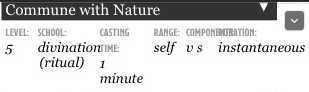 Commune with Nature
LEVEL: SCHOOL: CASTING TIME: RANGE: COMPONENTS: DURATION:
5 divination (ritual) 1 minute self v s instantaneous